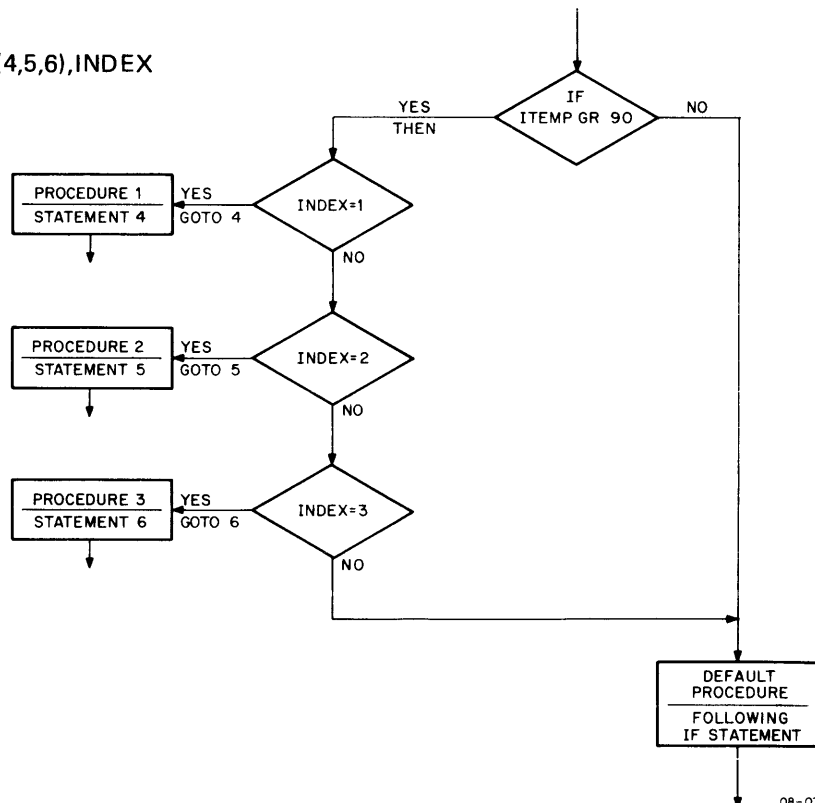 4,5,6),INDEX
IF
ITEMP GR 90
YES
THEN
NO
INDEX=1
YES
GOTO 4
PROCEDURE 1
STATEMENT 4
NO
INDEX=2
YES
GOTO 5
PROCEDURE 2
STATEMENT 5
NO
INDEX=3
YES
GOTO 6
PROCEDURE 3
STATEMENT 6
NO
DEFAULT
PROCEDURE
FOLLOWING
IF STATEMENT